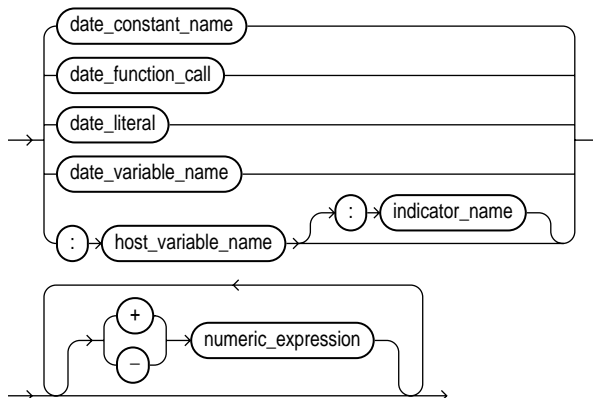 date_constant_name
date_function_call
date_literal
date_variable_name
: host_variable_name : indicator_name
+
numeric_expression
–